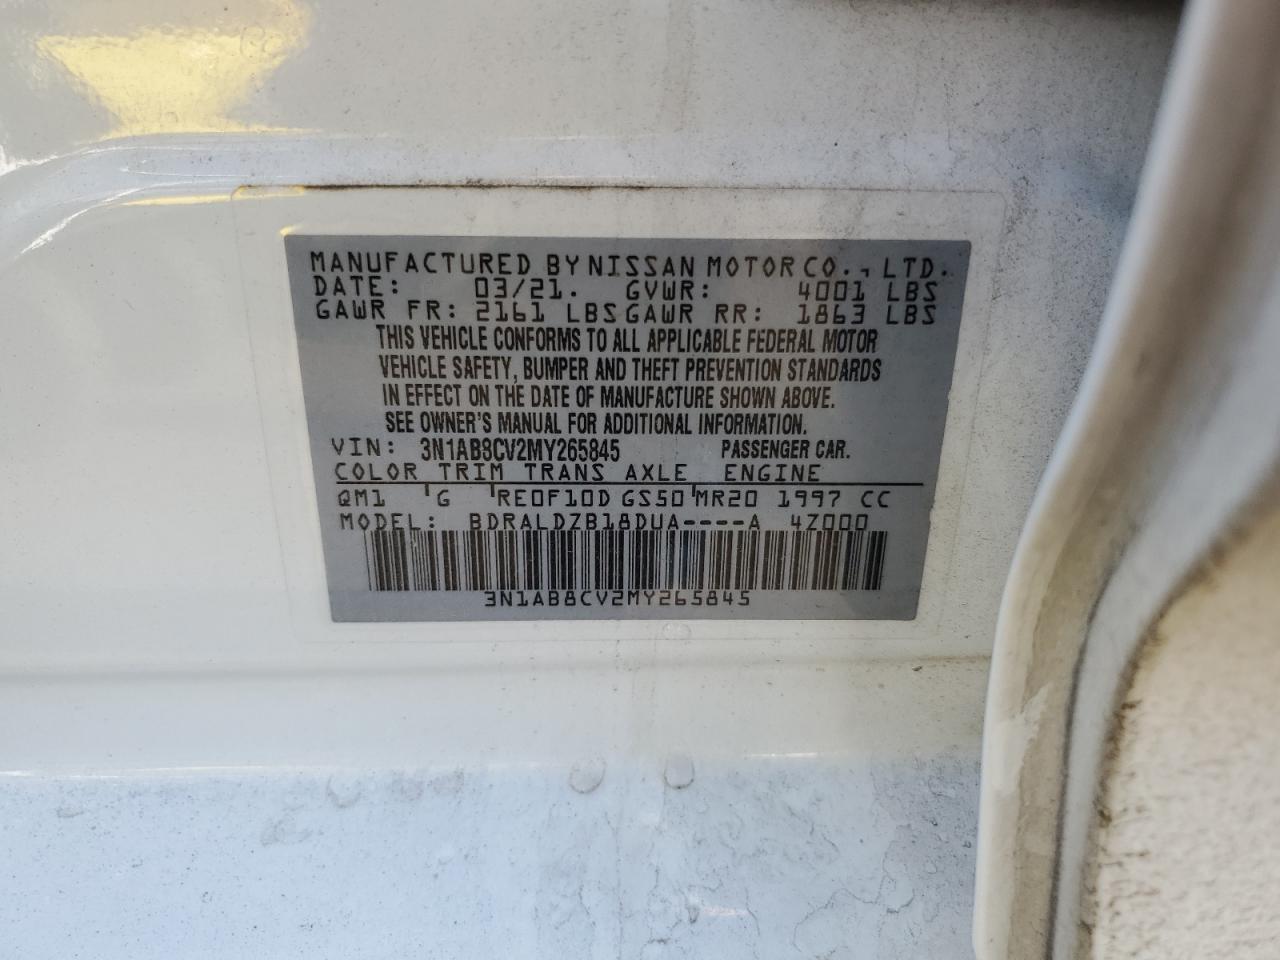 MANUFACTURED BY NISSAN MOTOR CO., LTD.
DATE: 03/21. GVWR: 4001 LBS
GAWR FR: 2161 LBS GAWR RR: 1863 LBS
THIS VEHICLE CONFORMS TO ALL APPLICABLE FEDERAL MOTOR
VEHICLE SAFETY, BUMPER AND THEFT PREVENTION STANDARDS
IN EFFECT ON THE DATE OF MANUFACTURE SHOWN ABOVE.
SEE OWNER'S MANUAL FOR ADDITIONAL INFORMATION.
VIN: 3N1AB8CV2MY265845 PASSENGER CAR.
COLOR TRIM TRANS AXLE ENGINE
QM1 G RE0F10D GS50 MR20 1997 CC
MODEL: BDRALDZB18DUA----A 4Z000
3N1AB8CV2MY265845